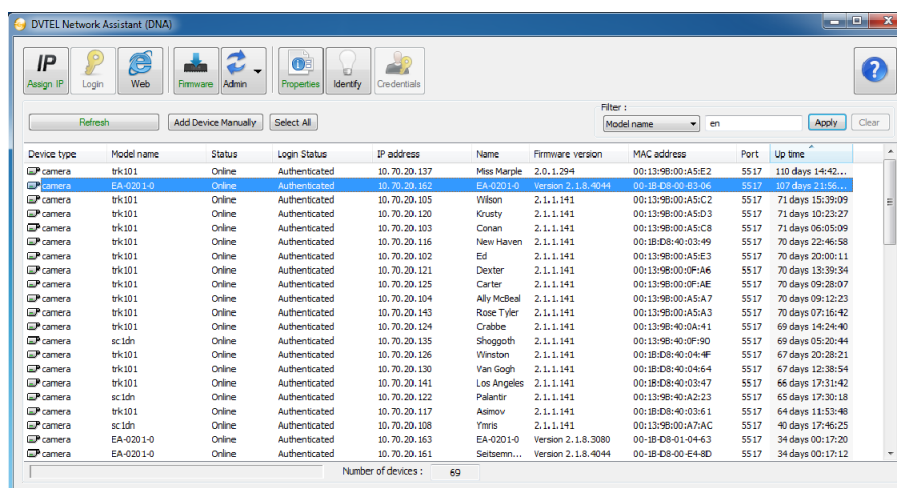 DVTEL Network Assistant (DNA)
IP
Assign IP Login Web Firmware Admin Properties Identify Credentials
Filter :
Refresh Add Device Manually Select All Model name en Apply Clear
Device type Model name Status Login Status IP address Name Firmware version MAC address Port Up time
camera trk101 Online Authenticated 10.70.20.137 Miss Marple 2.0.1.294 00:13:9B:00:A5:E2 5517 110 days 14:42...
camera EA-0201-0 Online Authenticated 10.70.20.162 EA-0201-0 Version 2.1.8.4044 00-1B-D8-00-B3-06 5517 107 days 21:56...
camera trk101 Online Authenticated 10.70.20.105 Wilson 2.1.1.141 00:13:9B:00:A5:C2 5517 71 days 15:39:09
camera trk101 Online Authenticated 10.70.20.120 Krusty 2.1.1.141 00:13:9B:00:A5:D3 5517 71 days 10:23:27
camera trk101 Online Authenticated 10.70.20.103 Conan 2.1.1.141 00:13:9B:00:A5:C8 5517 71 days 06:05:09
camera trk101 Online Authenticated 10.70.20.116 New Haven 2.1.1.141 00:1B:D8:40:03:49 5517 70 days 22:46:58
camera trk101 Online Authenticated 10.70.20.102 Ed 2.1.1.141 00:13:9B:00:A5:E3 5517 70 days 20:00:11
camera trk101 Online Authenticated 10.70.20.121 Dexter 2.1.1.141 00:13:9B:00:0F:A6 5517 70 days 13:39:34
camera trk101 Online Authenticated 10.70.20.125 Carter 2.1.1.141 00:13:9B:00:0F:AE 5517 70 days 09:28:07
camera trk101 Online Authenticated 10.70.20.104 Ally McBeal 2.1.1.141 00:13:9B:00:A5:A7 5517 70 days 09:12:23
camera trk101 Online Authenticated 10.70.20.143 Rose Tyler 2.1.1.141 00:13:9B:00:A5:A3 5517 70 days 07:16:42
camera trk101 Online Authenticated 10.70.20.124 Crabbe 2.1.1.141 00:13:9B:40:0A:41 5517 69 days 14:24:40
camera sc1dn Online Authenticated 10.70.20.135 Shoggoth 2.1.1.141 00:13:9B:40:0F:90 5517 69 days 05:20:44
camera trk101 Online Authenticated 10.70.20.126 Winston 2.1.1.141 00:1B:D8:40:04:4F 5517 67 days 20:28:21
camera trk101 Online Authenticated 10.70.20.130 Van Gogh 2.1.1.141 00:1B:D8:40:04:64 5517 67 days 12:38:54
camera trk101 Online Authenticated 10.70.20.141 Los Angeles 2.1.1.141 00:1B:D8:40:03:47 5517 66 days 17:31:42
camera sc1dn Online Authenticated 10.70.20.122 Palantir 2.1.1.141 00:13:9B:40:A2:23 5517 65 days 17:30:18
camera trk101 Online Authenticated 10.70.20.117 Asimov 2.1.1.141 00:1B:D8:40:03:61 5517 64 days 11:53:48
camera sc1dn Online Authenticated 10.70.20.108 Ymris 2.1.1.141 00:13:9B:00:A7:AC 5517 40 days 17:46:25
camera EA-0201-0 Online Authenticated 10.70.20.163 EA-0201-0 Version 2.1.8.3080 00-1B-D8-01-04-63 5517 34 days 00:17:20
camera EA-0201-0 Online Authenticated 10.70.20.161 Seitsemn... Version 2.1.8.4044 00-1B-D8-00-E4-8D 5517 34 days 00:17:12
Number of devices : 69